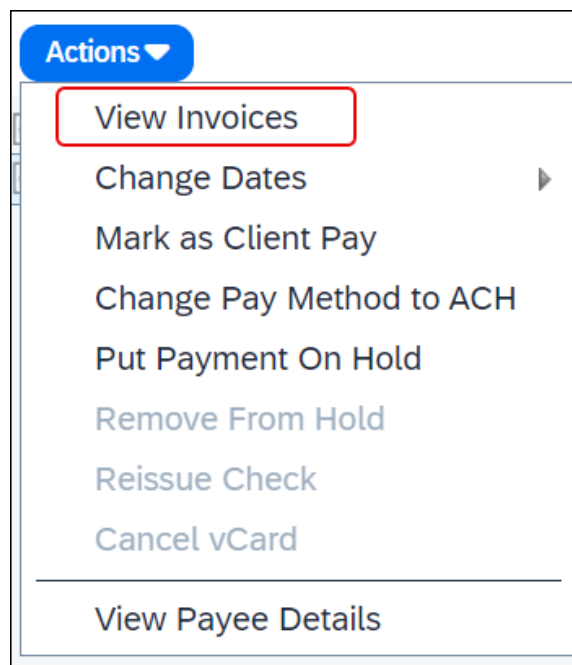 Actions
View Invoices
Change Dates
Mark as Client Pay
Change Pay Method to ACH
Put Payment On Hold
Remove From Hold
Reissue Check
Cancel vCard
View Payee Details